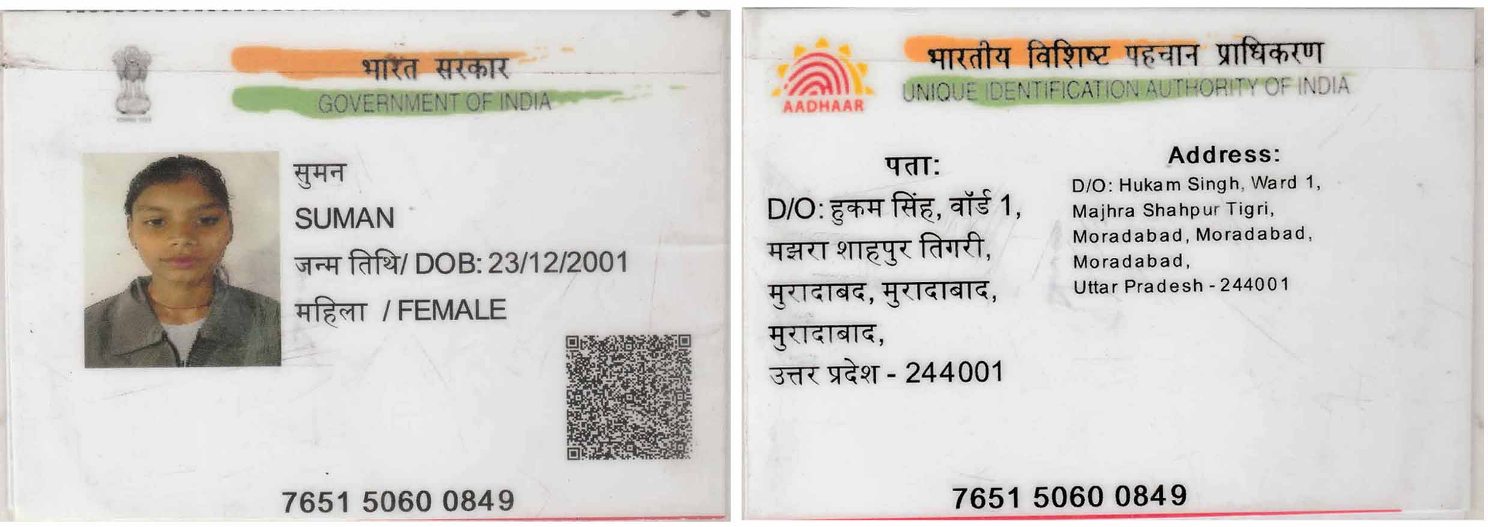 भारत सरकार
GOVERNMENT OF INDIA
सुमन
SUMAN
जन्म तिथि/ DOB: 23/12/2001
महिला / FEMALE
7651 5060 0849
भारतीय विशिष्ट पहचान प्राधिकरण
UNIQUE IDENTIFICATION AUTHORITY OF INDIA
AADHAAR
पता:
D/O: हुकम सिंह, वॉर्ड 1,
मझरा शाहपुर तिगरी,
मुरादाबद, मुरादाबाद,
मुरादाबाद,
उत्तर प्रदेश - 244001
Address:
D/O: Hukam Singh, Ward 1,
Majhra Shahpur Tigri,
Moradabad, Moradabad,
Moradabad,
Uttar Pradesh - 244001
7651 5060 0849